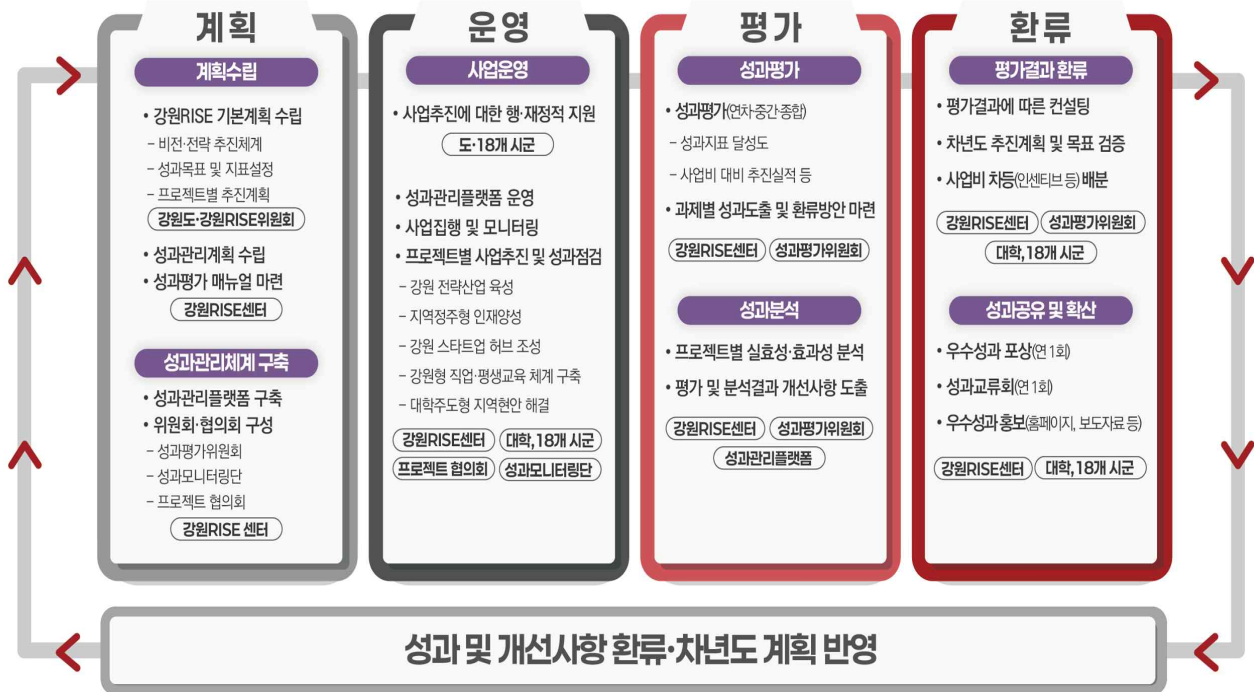 계획
계획수립
• 강원RISE 기본계획 수립
– 비전·전략 추진체계
– 성과목표 및 지표설정
– 프로젝트별 추진계획
강원도·강원RISE위원회
• 성과관리계획 수립
• 성과평가 매뉴얼 마련
강원RISE센터
성과관리체계 구축
• 성과관리플랫폼 구축
• 위원회·협의회 구성
– 성과평가위원회
– 성과모니터링단
– 프로젝트 협의회
강원RISE 센터
운영
사업운영
• 사업추진에 대한 행·재정적 지원
도·18개 시군
• 성과관리플랫폼 운영
• 사업집행 및 모니터링
• 프로젝트별 사업추진 및 성과점검
– 강원 전략산업 육성
– 지역정주형 인재양성
– 강원 스타트업 허브 조성
– 강원형 직업·평생교육 체계 구축
– 대학주도형 지역현안 해결
강원RISE센터 대학, 18개 시군
프로젝트 협의회 성과모니터링단
평가
성과평가
• 성과평가(연차·중간·종합)
– 성과지표 달성도
– 사업비 대비 추진실적 등
• 과제별 성과도출 및 환류방안 마련
강원RISE센터 성과평가위원회
성과분석
• 프로젝트별 실효성·효과성 분석
• 평가 및 분석결과 개선사항 도출
강원RISE센터 성과평가위원회
성과관리플랫폼
환류
평가결과 환류
• 평가결과에 따른 컨설팅
• 차년도 추진계획 및 목표 검증
• 사업비 차등(인센티브 등) 배분
강원RISE센터 성과평가위원회
대학, 18개 시군
성과공유 및 확산
• 우수성과 포상(연 1회)
• 성과교류회(연 1회)
• 우수성과 홍보(홈페이지, 보도자료 등)
강원RISE센터 대학, 18개 시군
성과 및 개선사항 환류·차년도 계획 반영